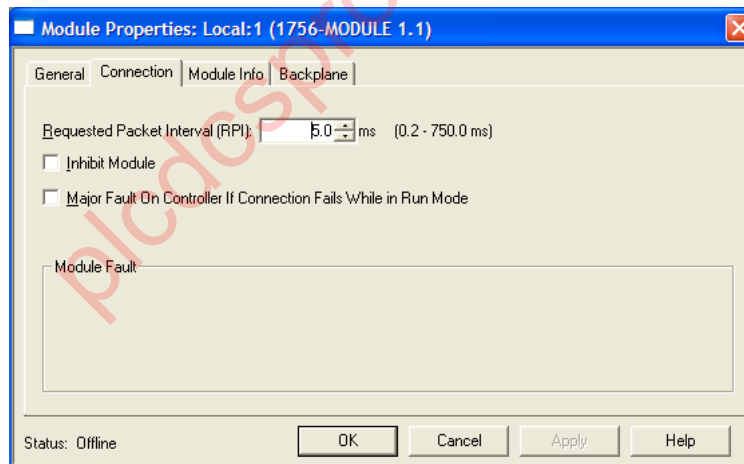 Module Properties: Local:1 (1756-MODULE 1.1)
General Connection Module Info Backplane
Requested Packet Interval (RPI): 5.0 ms (0.2 - 750.0 ms)
Inhibit Module
Major Fault On Controller If Connection Fails While in Run Mode
Module Fault
Status: Offline OK Cancel Apply Help